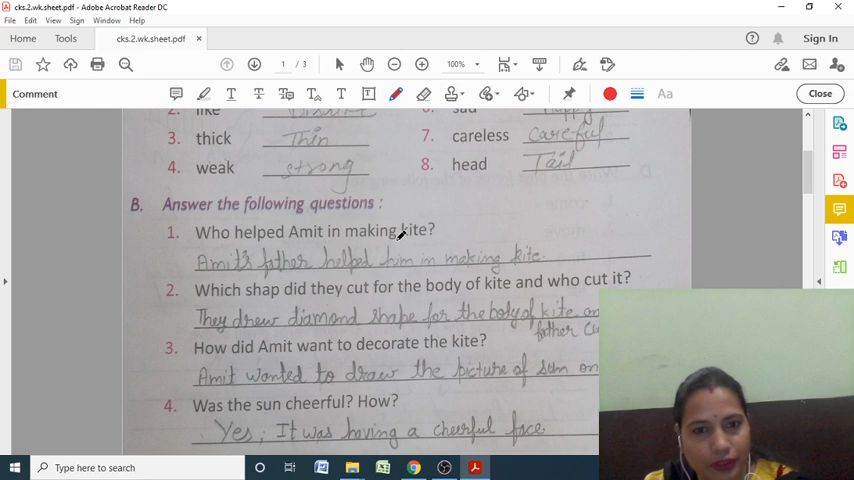 cks.2.wk.sheet.pdf - Adobe Acrobat Reader DC
File Edit View Sign Window Help
Home Tools cks.2.wk.sheet.pdf × Sign In
1 / 3 100%
Comment Aa Close
2. like
3. thick Thin 7. careless Careful
4. weak strong 8. head Tail
B. Answer the following questions :
1. Who helped Amit in making kite?
Amit's father helped him in making kite.
2. Which shap did they cut for the body of kite and who cut it?
They drew diamond shape for the body of kite
father
3. How did Amit want to decorate the kite?
Amit wanted to draw the picture of sun on
4. Was the sun cheerful? How?
Yes, It was having a cheerful face
Type here to search